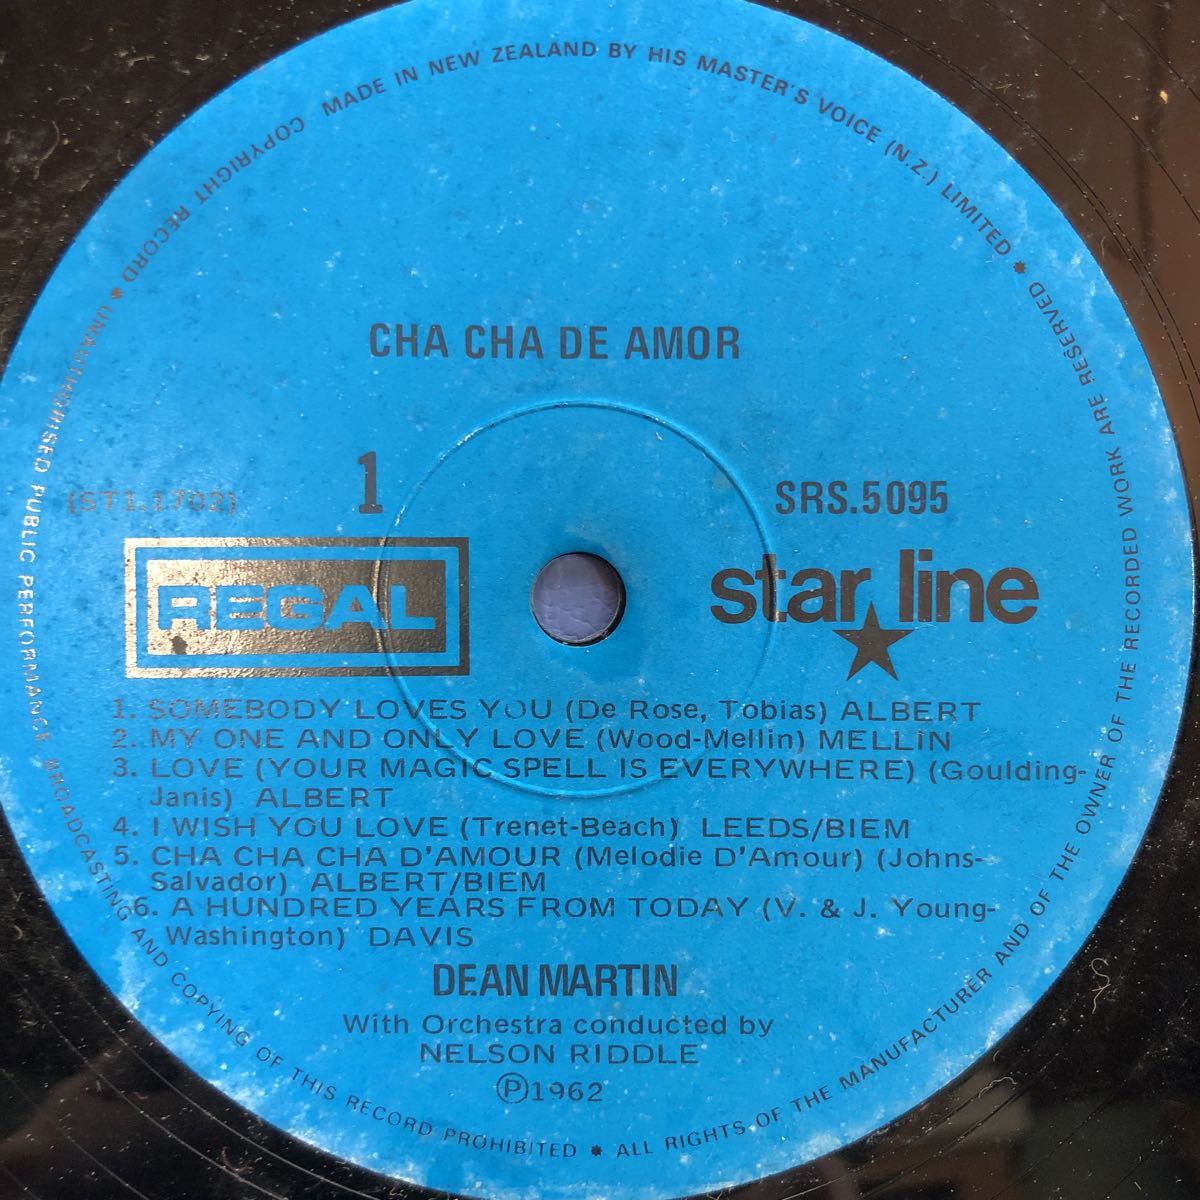 COPYRIGHT RECORD * UNAUTHORISED PUBLIC PERFORMANCE BROADCASTING AND COPYING OF THIS RECORD PROHIBITED * ALL RIGHTS OF THE MANUFACTURER AND OF THE OWNER OF THE RECORDED WORK ARE RESERVED *
MADE IN NEW ZEALAND BY HIS MASTER'S VOICE (N.Z.) LIMITED
CHA CHA DE AMOR
1
(ST1.1702)
SRS.5095
REGAL
star line
1. SOMEBODY LOVES YOU (De Rose, Tobias) ALBERT
2. MY ONE AND ONLY LOVE (Wood-Mellin) MELLIN
3. LOVE (YOUR MAGIC SPELL IS EVERYWHERE) (Goulding-
Janis) ALBERT
4. I WISH YOU LOVE (Trenet-Beach) LEEDS/BIEM
5. CHA CHA CHA D'AMOUR (Melodie D'Amour) (Johns-
Salvador) ALBERT/BIEM
6. A HUNDRED YEARS FROM TODAY (V. & J. Young-
Washington) DAVIS
DEAN MARTIN
With Orchestra conducted by
NELSON RIDDLE
Ⓟ1962